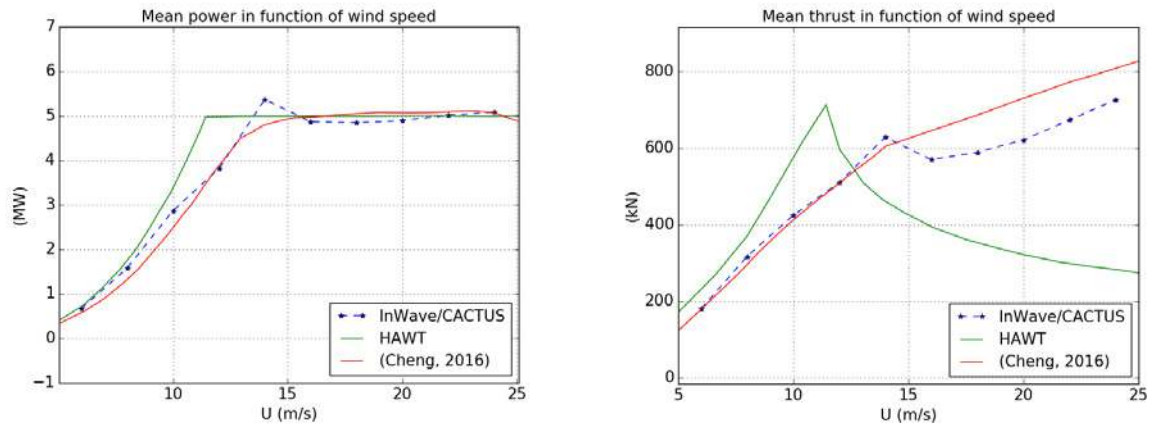 Mean power in function of wind speed
7
6
5
4
3
2
1
0
−1
(MW)
10
15
20
25
U (m/s)
InWave/CACTUS
HAWT
(Cheng, 2016)
Mean thrust in function of wind speed
800
600
400
200
0
(kN)
5
10
15
20
25
U (m/s)
InWave/CACTUS
HAWT
(Cheng, 2016)